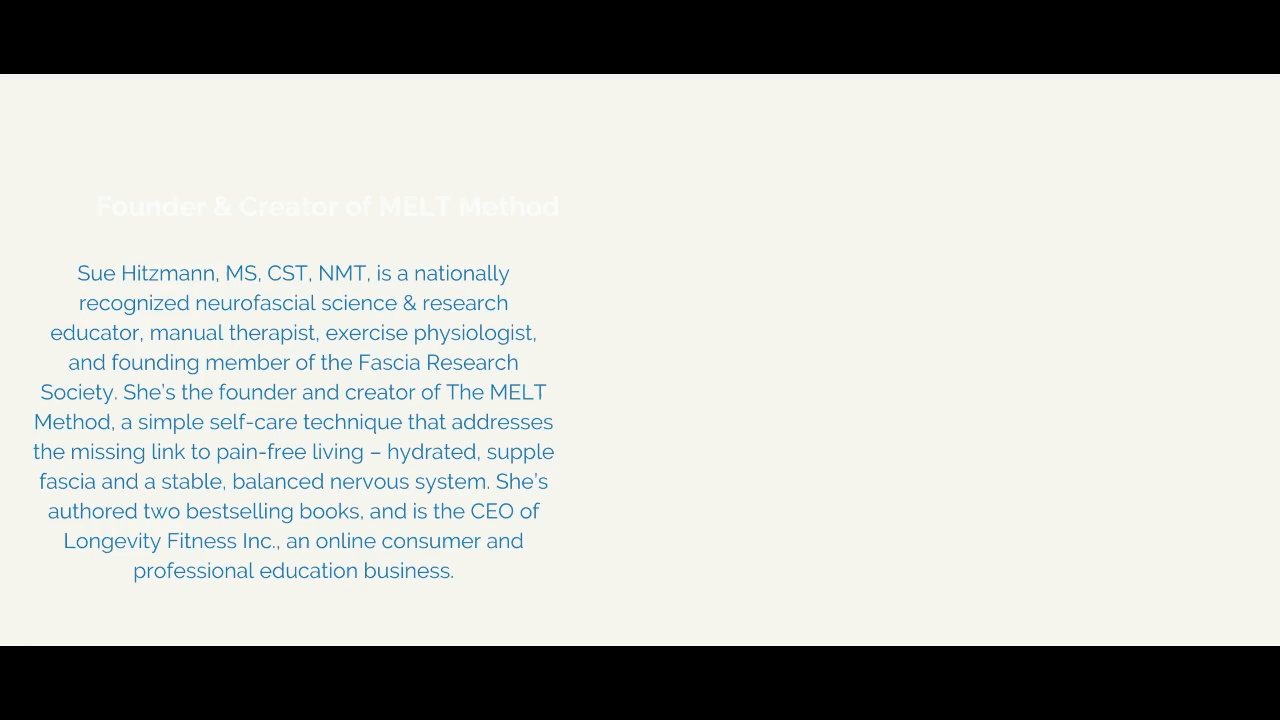 Founder & Creator of MELT Method
Sue Hitzmann, MS, CST, NMT, is a nationally
recognized neurofascial science & research
educator, manual therapist, exercise physiologist,
and founding member of the Fascia Research
Society. She’s the founder and creator of The MELT
Method, a simple self-care technique that addresses
the missing link to pain-free living – hydrated, supple
fascia and a stable, balanced nervous system. She’s
authored two bestselling books, and is the CEO of
Longevity Fitness Inc., an online consumer and
professional education business.